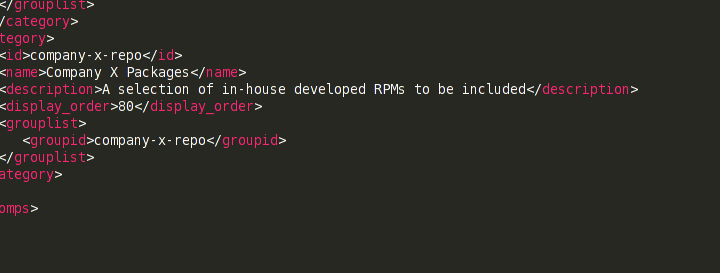 </grouplist>
/category>
tegory>
<id>company-x-repo</id>
<name>Company X Packages</name>
<description>A selection of in-house developed RPMs to be included</description>
<display_order>80</display_order>
<grouplist>
<groupid>company-x-repo</groupid>
</grouplist>
ategory>
omps>